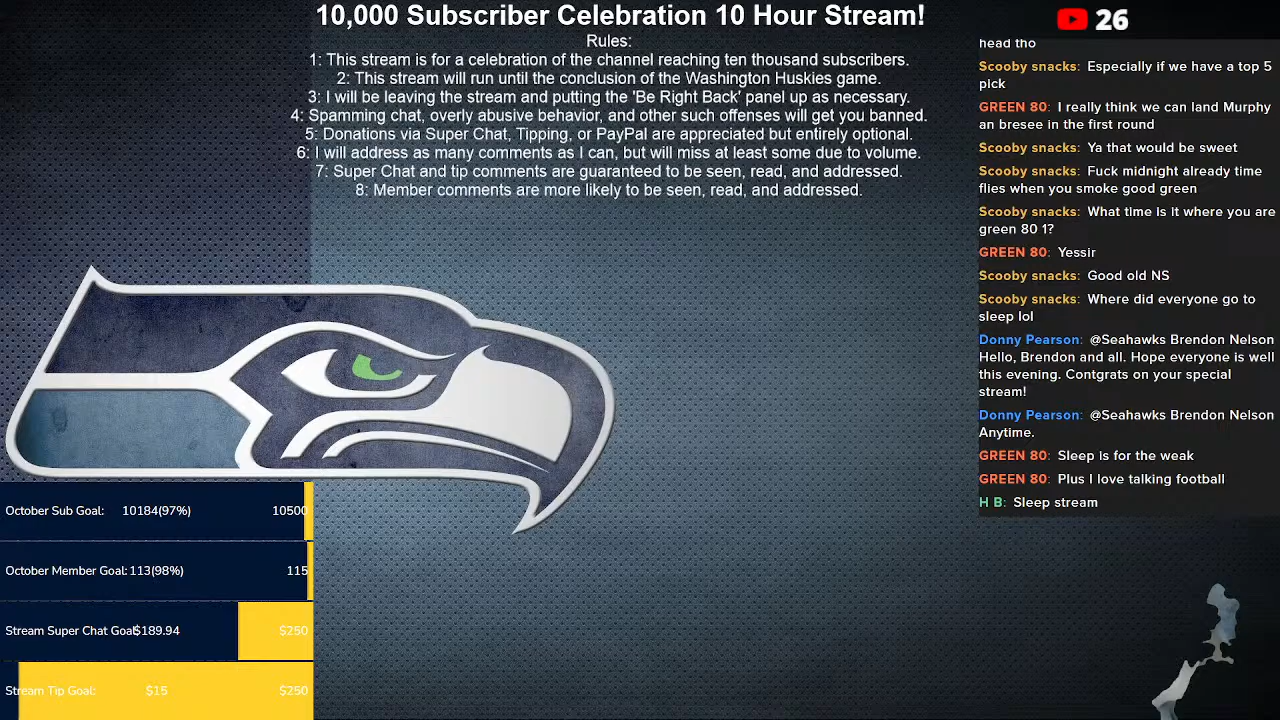 10,000 Subscriber Celebration 10 Hour Stream!
Rules:
1: This stream is for a celebration of the channel reaching ten thousand subscribers.
2: This stream will run until the conclusion of the Washington Huskies game.
3: I will be leaving the stream and putting the 'Be Right Back' panel up as necessary.
4: Spamming chat, overly abusive behavior, and other such offenses will get you banned.
5: Donations via Super Chat, Tipping, or PayPal are appreciated but entirely optional.
6: I will address as many comments as I can, but will miss at least some due to volume.
7: Super Chat and tip comments are guaranteed to be seen, read, and addressed.
8: Member comments are more likely to be seen, read, and addressed.
26
head tho
Scooby snacks: Especially if we have a top 5
pick
GREEN 80: I really think we can land Murphy
an bresee in the first round
Scooby snacks: Ya that would be sweet
Scooby snacks: Fuck midnight already time
flies when you smoke good green
Scooby snacks: What time is it where you are
green 80 1?
GREEN 80: Yessir
Scooby snacks: Good old NS
Scooby snacks: Where did everyone go to
sleep lol
Donny Pearson: @Seahawks Brendon Nelson
Hello, Brendon and all. Hope everyone is well
this evening. Contgrats on your special
stream!
Donny Pearson: @Seahawks Brendon Nelson
Anytime.
GREEN 80: Sleep is for the weak
GREEN 80: Plus I love talking football
H B: Sleep stream
October Sub Goal: 10184(97%) 10500
October Member Goal: 113(98%) 115
Stream Super Chat Goal: $189.94 $250
Stream Tip Goal: $15 $250